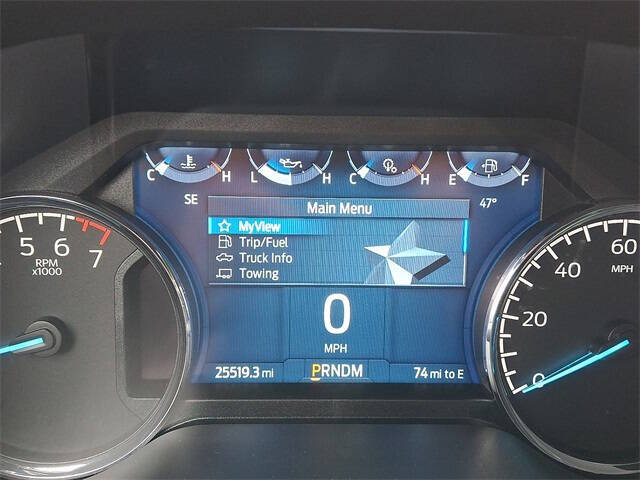 C H L H C H E F
SE
47°
Main Menu
MyView
Trip/Fuel
Truck Info
Towing
5 6 7
RPM
x1000
0
MPH
25519.3 mi
PRNDM
74 mi to E
60
MPH
40
20
0